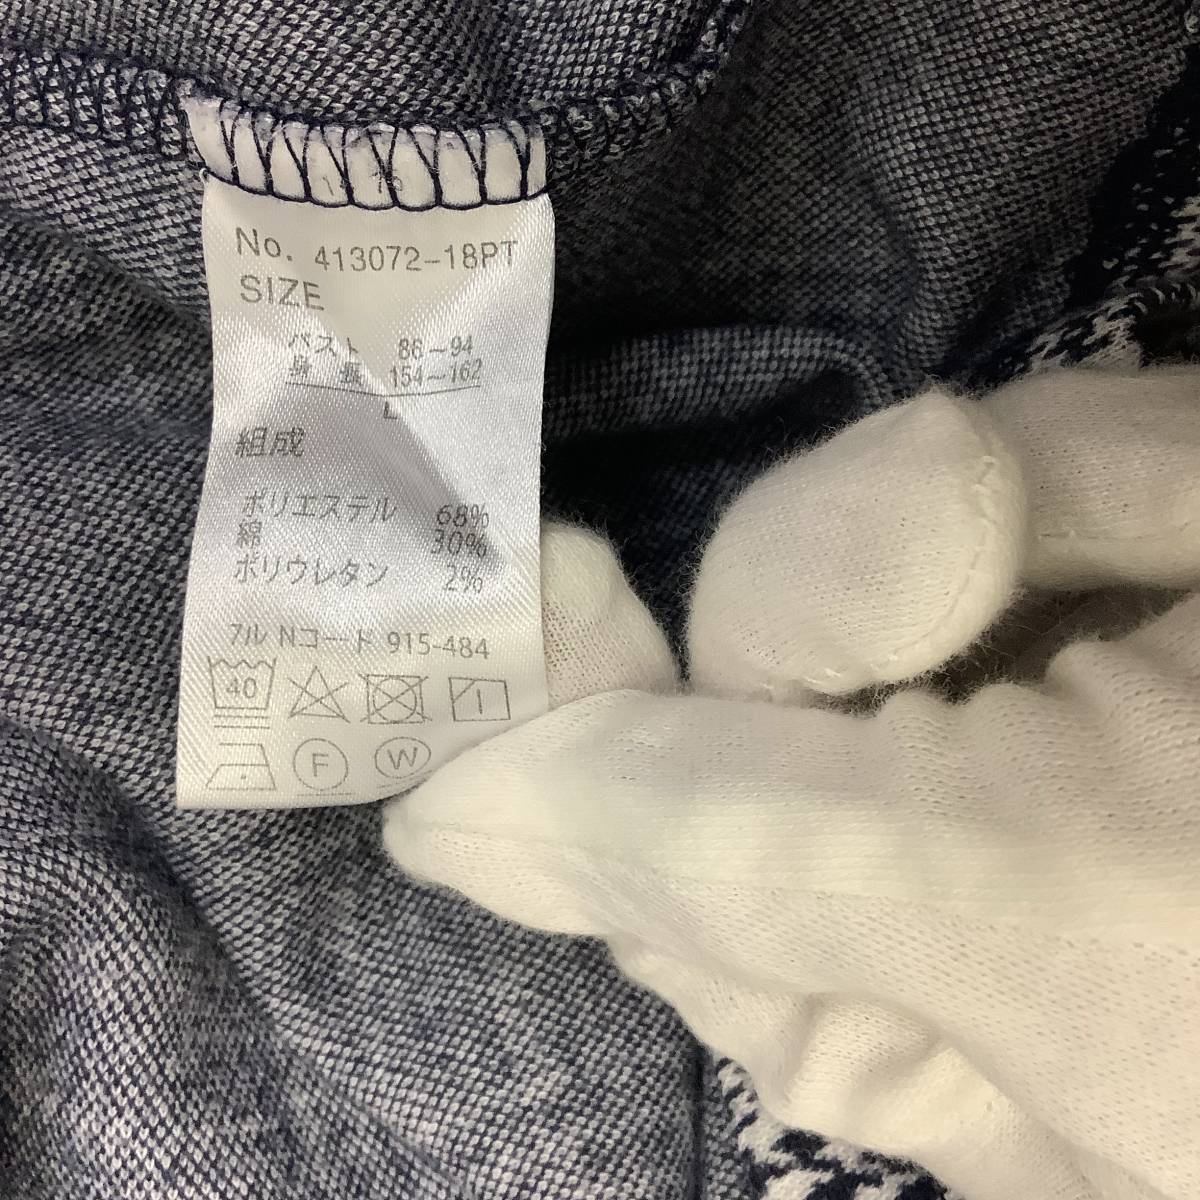 No. 413072-18PT
SIZE
バスト 86～94
身 長 154～162
L
組成
ポリエステル 68%
綿 30%
ポリウレタン 2%
アル Nコード 915-484
40
F W